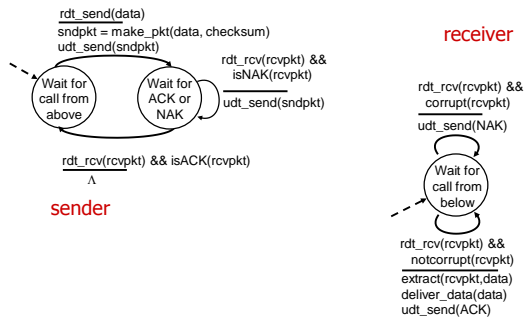 rdt_send(data)
sndpkt = make_pkt(data, checksum)
udt_send(sndpkt)
Wait for
call from
above
Wait for
ACK or
NAK
rdt_rcv(rcvpkt) &&
isNAK(rcvpkt)
udt_send(sndpkt)
rdt_rcv(rcvpkt) && isACK(rcvpkt)
Λ
sender
receiver
rdt_rcv(rcvpkt) &&
corrupt(rcvpkt)
udt_send(NAK)
Wait for
call from
below
rdt_rcv(rcvpkt) &&
notcorrupt(rcvpkt)
extract(rcvpkt,data)
deliver_data(data)
udt_send(ACK)